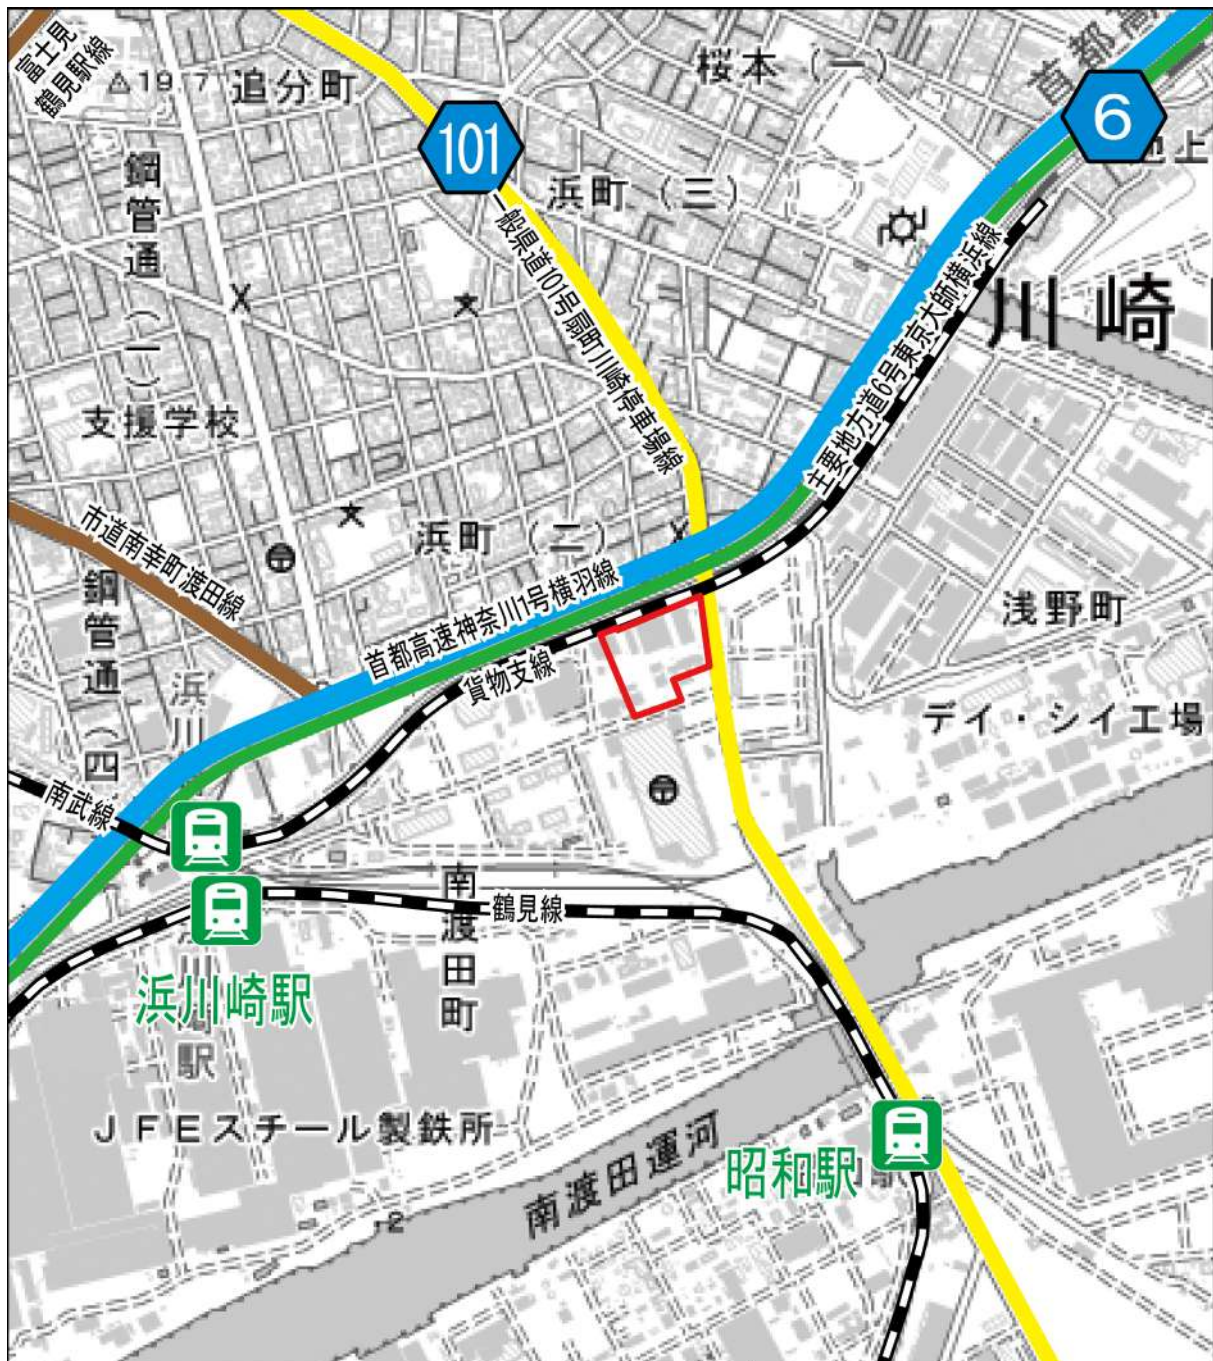 富士見
鶴見駅線
△19.7
追分町
桜本(一)
首都高
6
101
池上
鋼管通(一)
浜町(三)
一般県道101号扇町川崎停車場線
主要地方道6号東京大師横浜線
川崎
支援学校
市道南幸町渡田線
浜町(二)
首都高速神奈川1号横羽線
貨物支線
浅野町
鋼管通(四
浜川
デイ・シイ工場
南武線
南渡田町
鶴見線
浜川崎駅
駅
JFEスチール製鉄所
昭和駅
南渡田運河
2